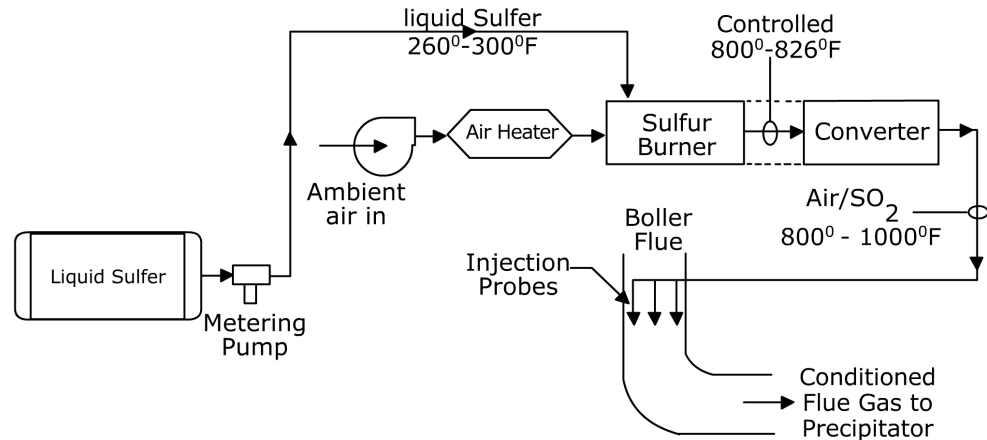 liquid Sulfer
260⁰-300⁰F
Controlled
800⁰-826⁰F
Air Heater
Sulfur
Burner
Converter
Ambient
air in
Air/SO₂
800⁰ - 1000⁰F
Boller
Flue
Injection
Probes
Liquid Sulfer
Metering
Pump
Conditioned
Flue Gas to
Precipitator